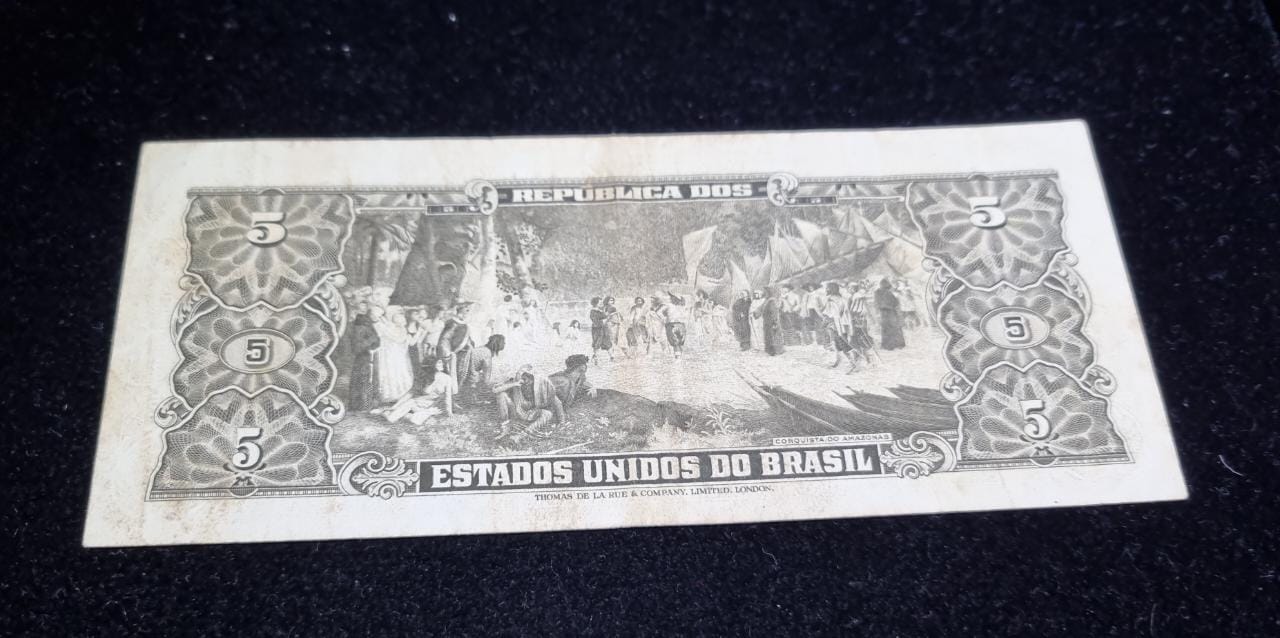 REPUBLICA DOS
5 5
5 5
5 5
CONQUISTA DO AMAZONAS
ESTADOS UNIDOS DO BRASIL
THOMAS DE LA RUE & COMPANY, LIMITED, LONDON.